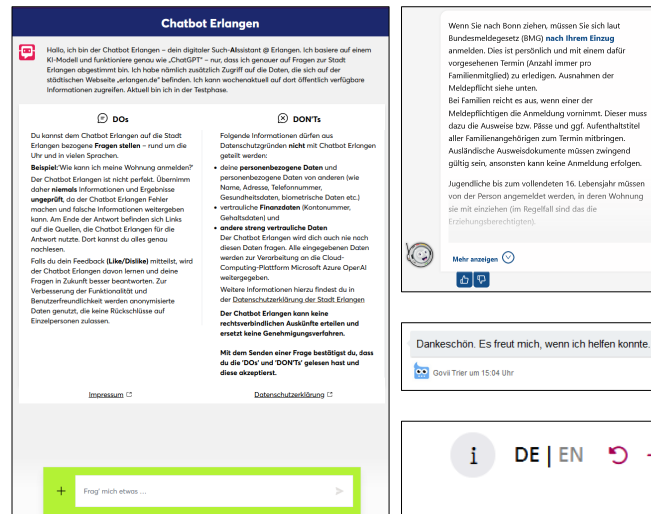 Chatbot Erlangen
Hallo, ich bin der Chatbot Erlangen – dein digitaler Such-AIssistant @ Erlangen. Ich basiere auf einem
KI-Modell und funktioniere genau wie „ChatGPT“ – nur, dass ich genauer auf Fragen zur Stadt
Erlangen abgestimmt bin. Ich habe nämlich zusätzlich Zugriff auf die Daten, die sich auf der
städtischen Webseite „erlangen.de“ befinden. Ich kann wochenaktuell auf dort öffentlich verfügbare
Informationen zugreifen. Aktuell bin ich in der Testphase.
DOs
Du kannst dem Chatbot Erlangen auf die Stadt
Erlangen bezogene Fragen stellen – rund um die
Uhr und in vielen Sprachen.
Beispiel:'Wie kann ich meine Wohnung anmelden?'
Der Chatbot Erlangen ist nicht perfekt. Übernimm
daher niemals Informationen und Ergebnisse
ungeprüft, da der Chatbot Erlangen Fehler
machen und falsche Informationen weitergeben
kann. Am Ende der Antwort befinden sich Links
auf die Quellen, die Chatbot Erlangen für die
Antwort nutzte. Dort kannst du alles genau
nachlesen.
Falls du dein Feedback (Like/Dislike) mitteilst, wird
der Chatbot Erlangen davon lernen und deine
Fragen in Zukunft besser beantworten. Zur
Verbesserung der Funktionalität und
Benutzerfreundlichkeit werden anonymisierte
Daten genutzt, die keine Rückschlüsse auf
Einzelpersonen zulassen.
Impressum
DON'Ts
Folgende Informationen dürfen aus
Datenschutzgründen nicht mit Chatbot Erlangen
geteilt werden:
• deine personenbezogene Daten und
personenbezogene Daten von anderen (wie
Name, Adresse, Telefonnummer,
Gesundheitsdaten, biometrische Daten etc.)
• vertrauliche Finanzdaten (Kontonummer,
Gehaltsdaten) und
• andere streng vertrauliche Daten
Der Chatbot Erlangen wird dich auch nie nach
diesen Daten fragen. Alle eingegebenen Daten
werden zur Verarbeitung an die Cloud-
Computing-Plattform Microsoft Azure OperAI
weitergegeben.
Weitere Informationen hierzu findest du in
der Datenschutzerklärung der Stadt Erlangen
Der Chatbot Erlangen kann keine
rechtsverbindlichen Auskünfte erteilen und
ersetzt keine Genehmigungsverfahren.
Mit dem Senden einer Frage bestätigst du, dass
du die 'DOs' und 'DON'Ts' gelesen hast und
diese akzeptierst.
Datenschutzerklärung
+ Frag' mich etwas ...
Wenn Sie nach Bonn ziehen, müssen Sie sich laut
Bundesmeldegesetz (BMG) nach Ihrem Einzug
anmelden. Dies ist persönlich und mit einem dafür
vorgesehenen Termin (Anzahl immer pro
Familienmitglied) zu erledigen. Ausnahmen der
Meldepflicht siehe unten.
Bei Familien reicht es aus, wenn einer der
Meldepflichtigen die Anmeldung vornimmt. Dieser muss
dazu die Ausweise bzw. Pässe und ggf. Aufenthaltstitel
aller Familienangehörigen zum Termin mitbringen.
Ausländische Ausweisdokumente müssen zwingend
gültig sein, ansonsten kann keine Anmeldung erfolgen.
Jugendliche bis zum vollendeten 16. Lebensjahr müssen
von der Person angemeldet werden, in deren Wohnung
sie mit einziehen (im Regelfall sind das die
Erziehungsberechtigten).
Mehr anzeigen
Dankeschön. Es freut mich, wenn ich helfen konnte.
Govii Trier um 15:04 Uhr
i DE | EN